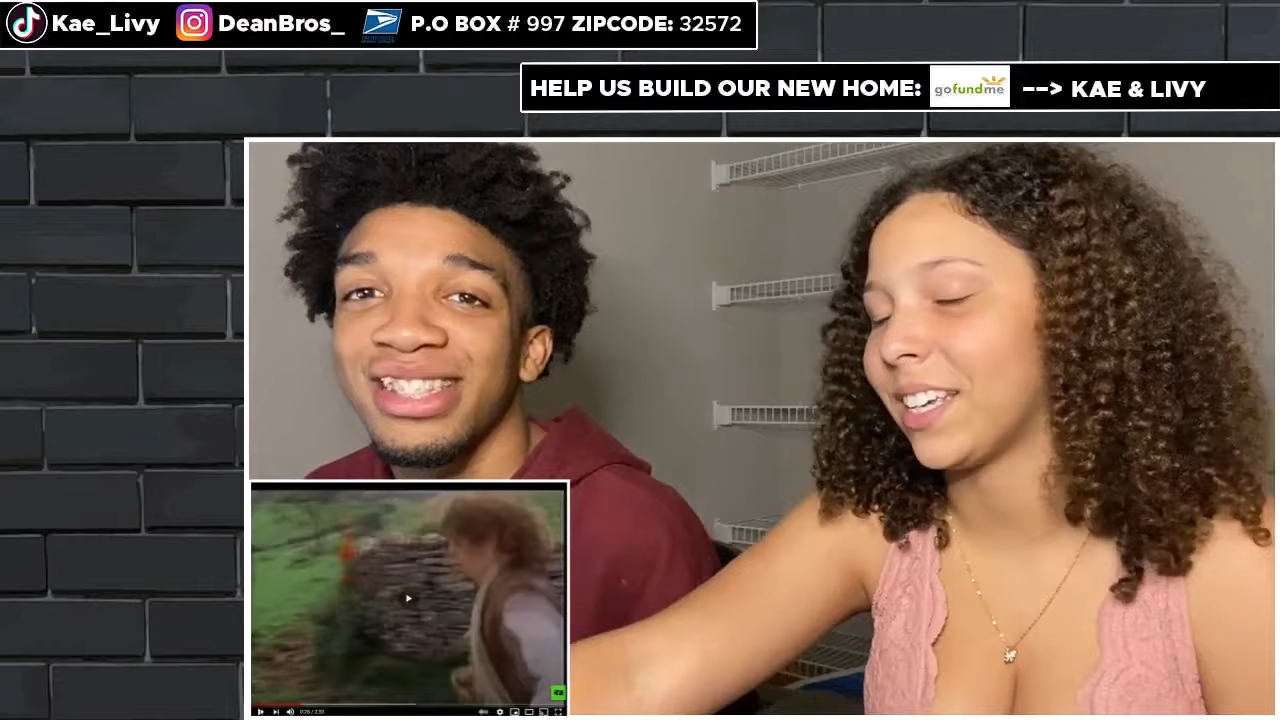 Kae_Livy DeanBros_ P.O BOX # 997 ZIPCODE: 32572
HELP US BUILD OUR NEW HOME: gofundme --> KAE & LIVY